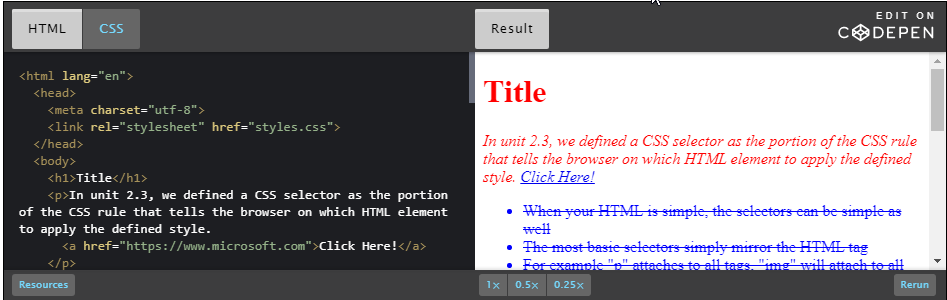 HTML
CSS
Result
EDIT ON
CODEPEN
<html lang="en">
<head>
<meta charset="utf-8">
<link rel="stylesheet" href="styles.css">
</head>
<body>
<h1>Title</h1>
<p>In unit 2.3, we defined a CSS selector as the portion
of the CSS rule that tells the browser on which HTML element
to apply the defined style.
<a href="https://www.microsoft.com">Click Here!</a>
</p>
Title
In unit 2.3, we defined a CSS selector as the portion of the CSS rule
that tells the browser on which HTML element to apply the defined
style. Click Here!
• When your HTML is simple, the selectors can be simple as
well
• The most basic selectors simply mirror the HTML tag
• For example "p" attaches to all tags, "img" will attach to all
Resources
1x
0.5x
0.25x
Rerun